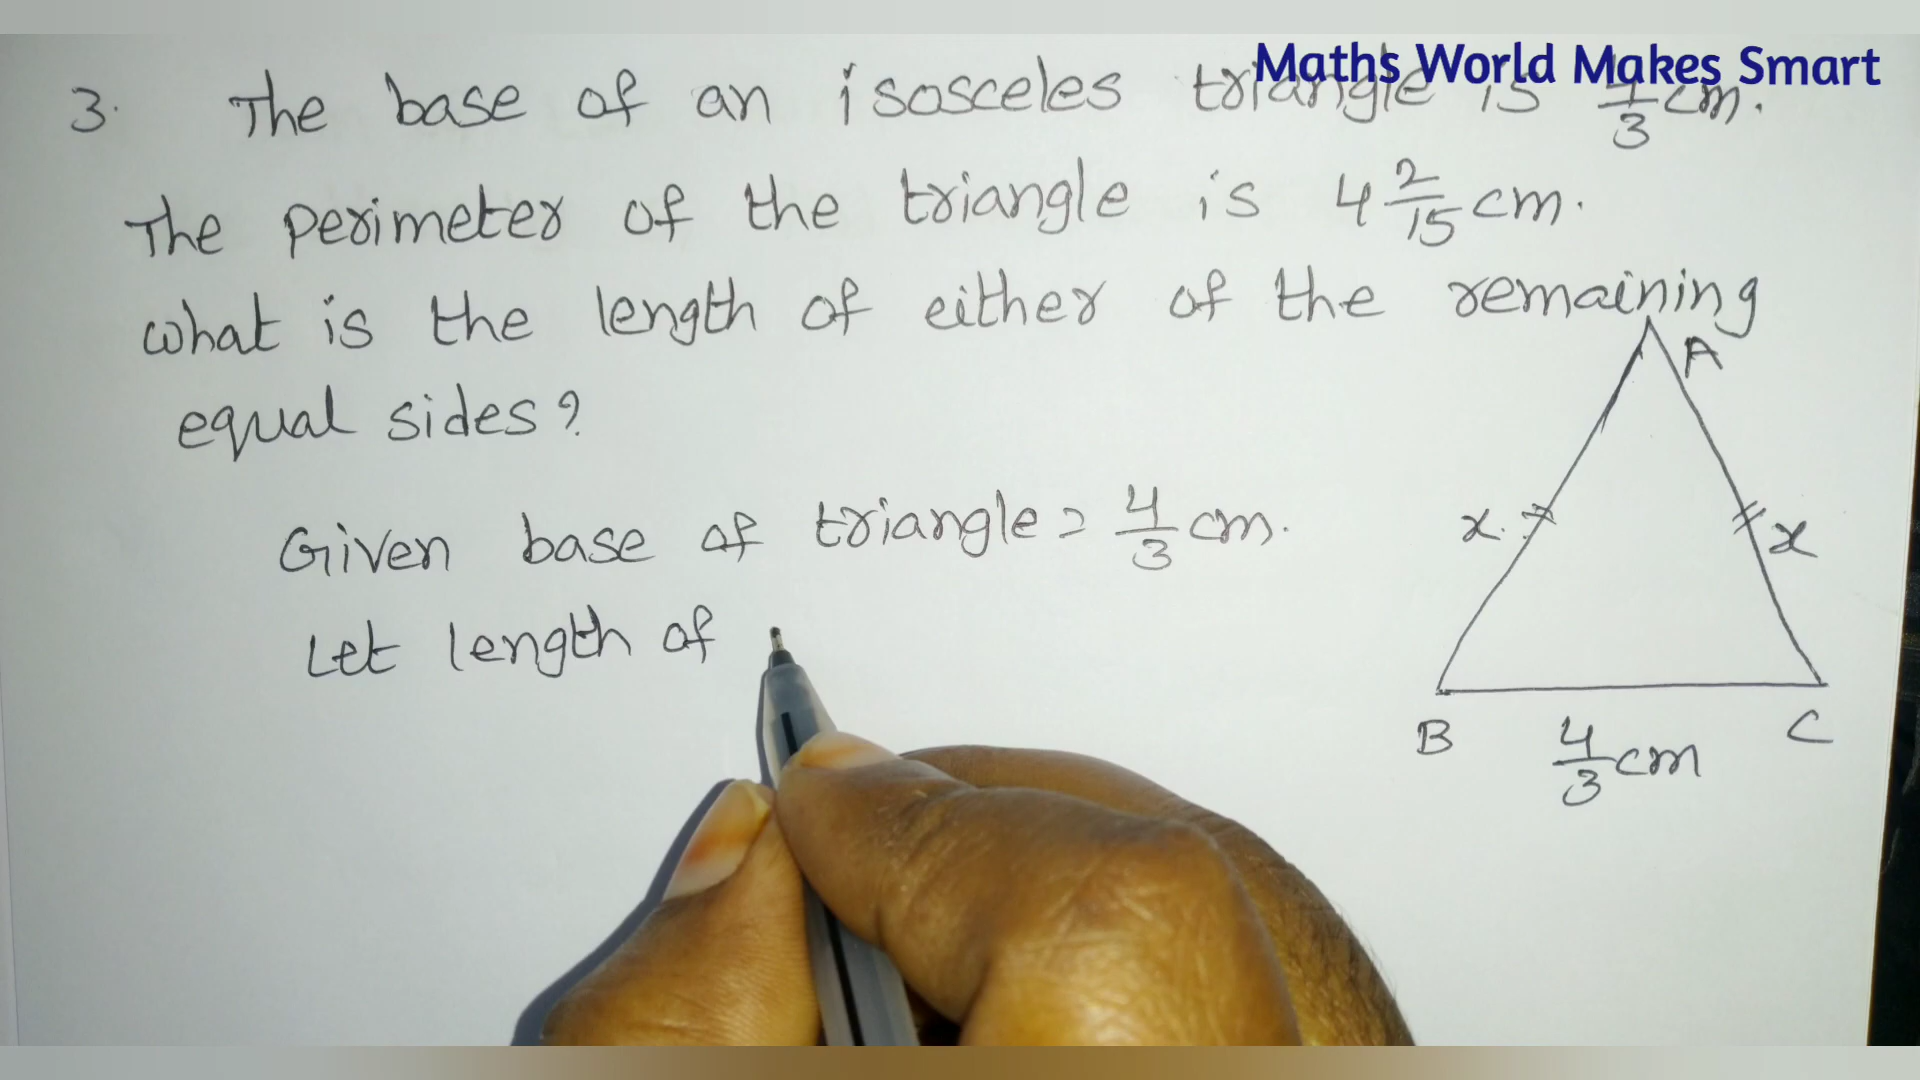 Maths World Makes Smart
3. The base of an isosceles triangle is 4/3 cm.
The perimeter of the triangle is 4 2/15 cm.
what is the length of either of the remaining
equal sides?
A
Given base of triangle = 4/3 cm.
x x
Let length of
B C
4/3 cm